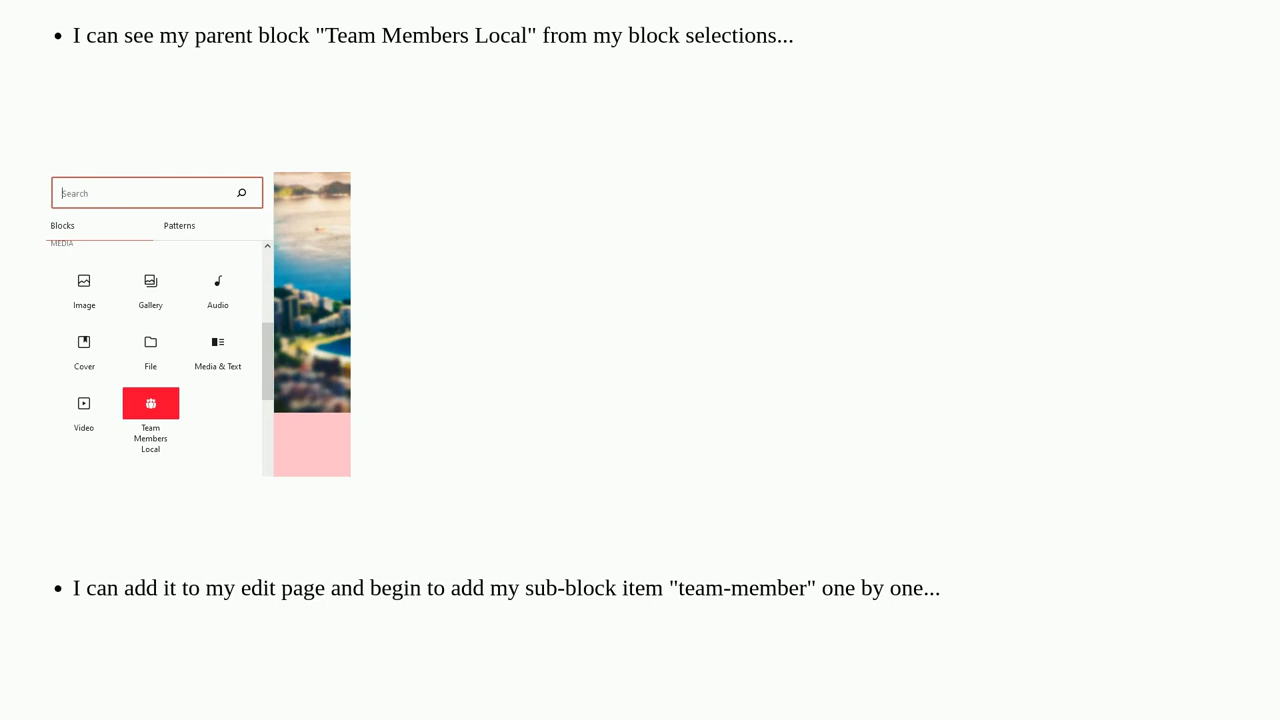 I can see my parent block "Team Members Local" from my block selections...
Search
Blocks Patterns
MEDIA
Image Gallery Audio
Cover File Media & Text
Video Team
Members
Local
I can add it to my edit page and begin to add my sub-block item "team-member" one by one...